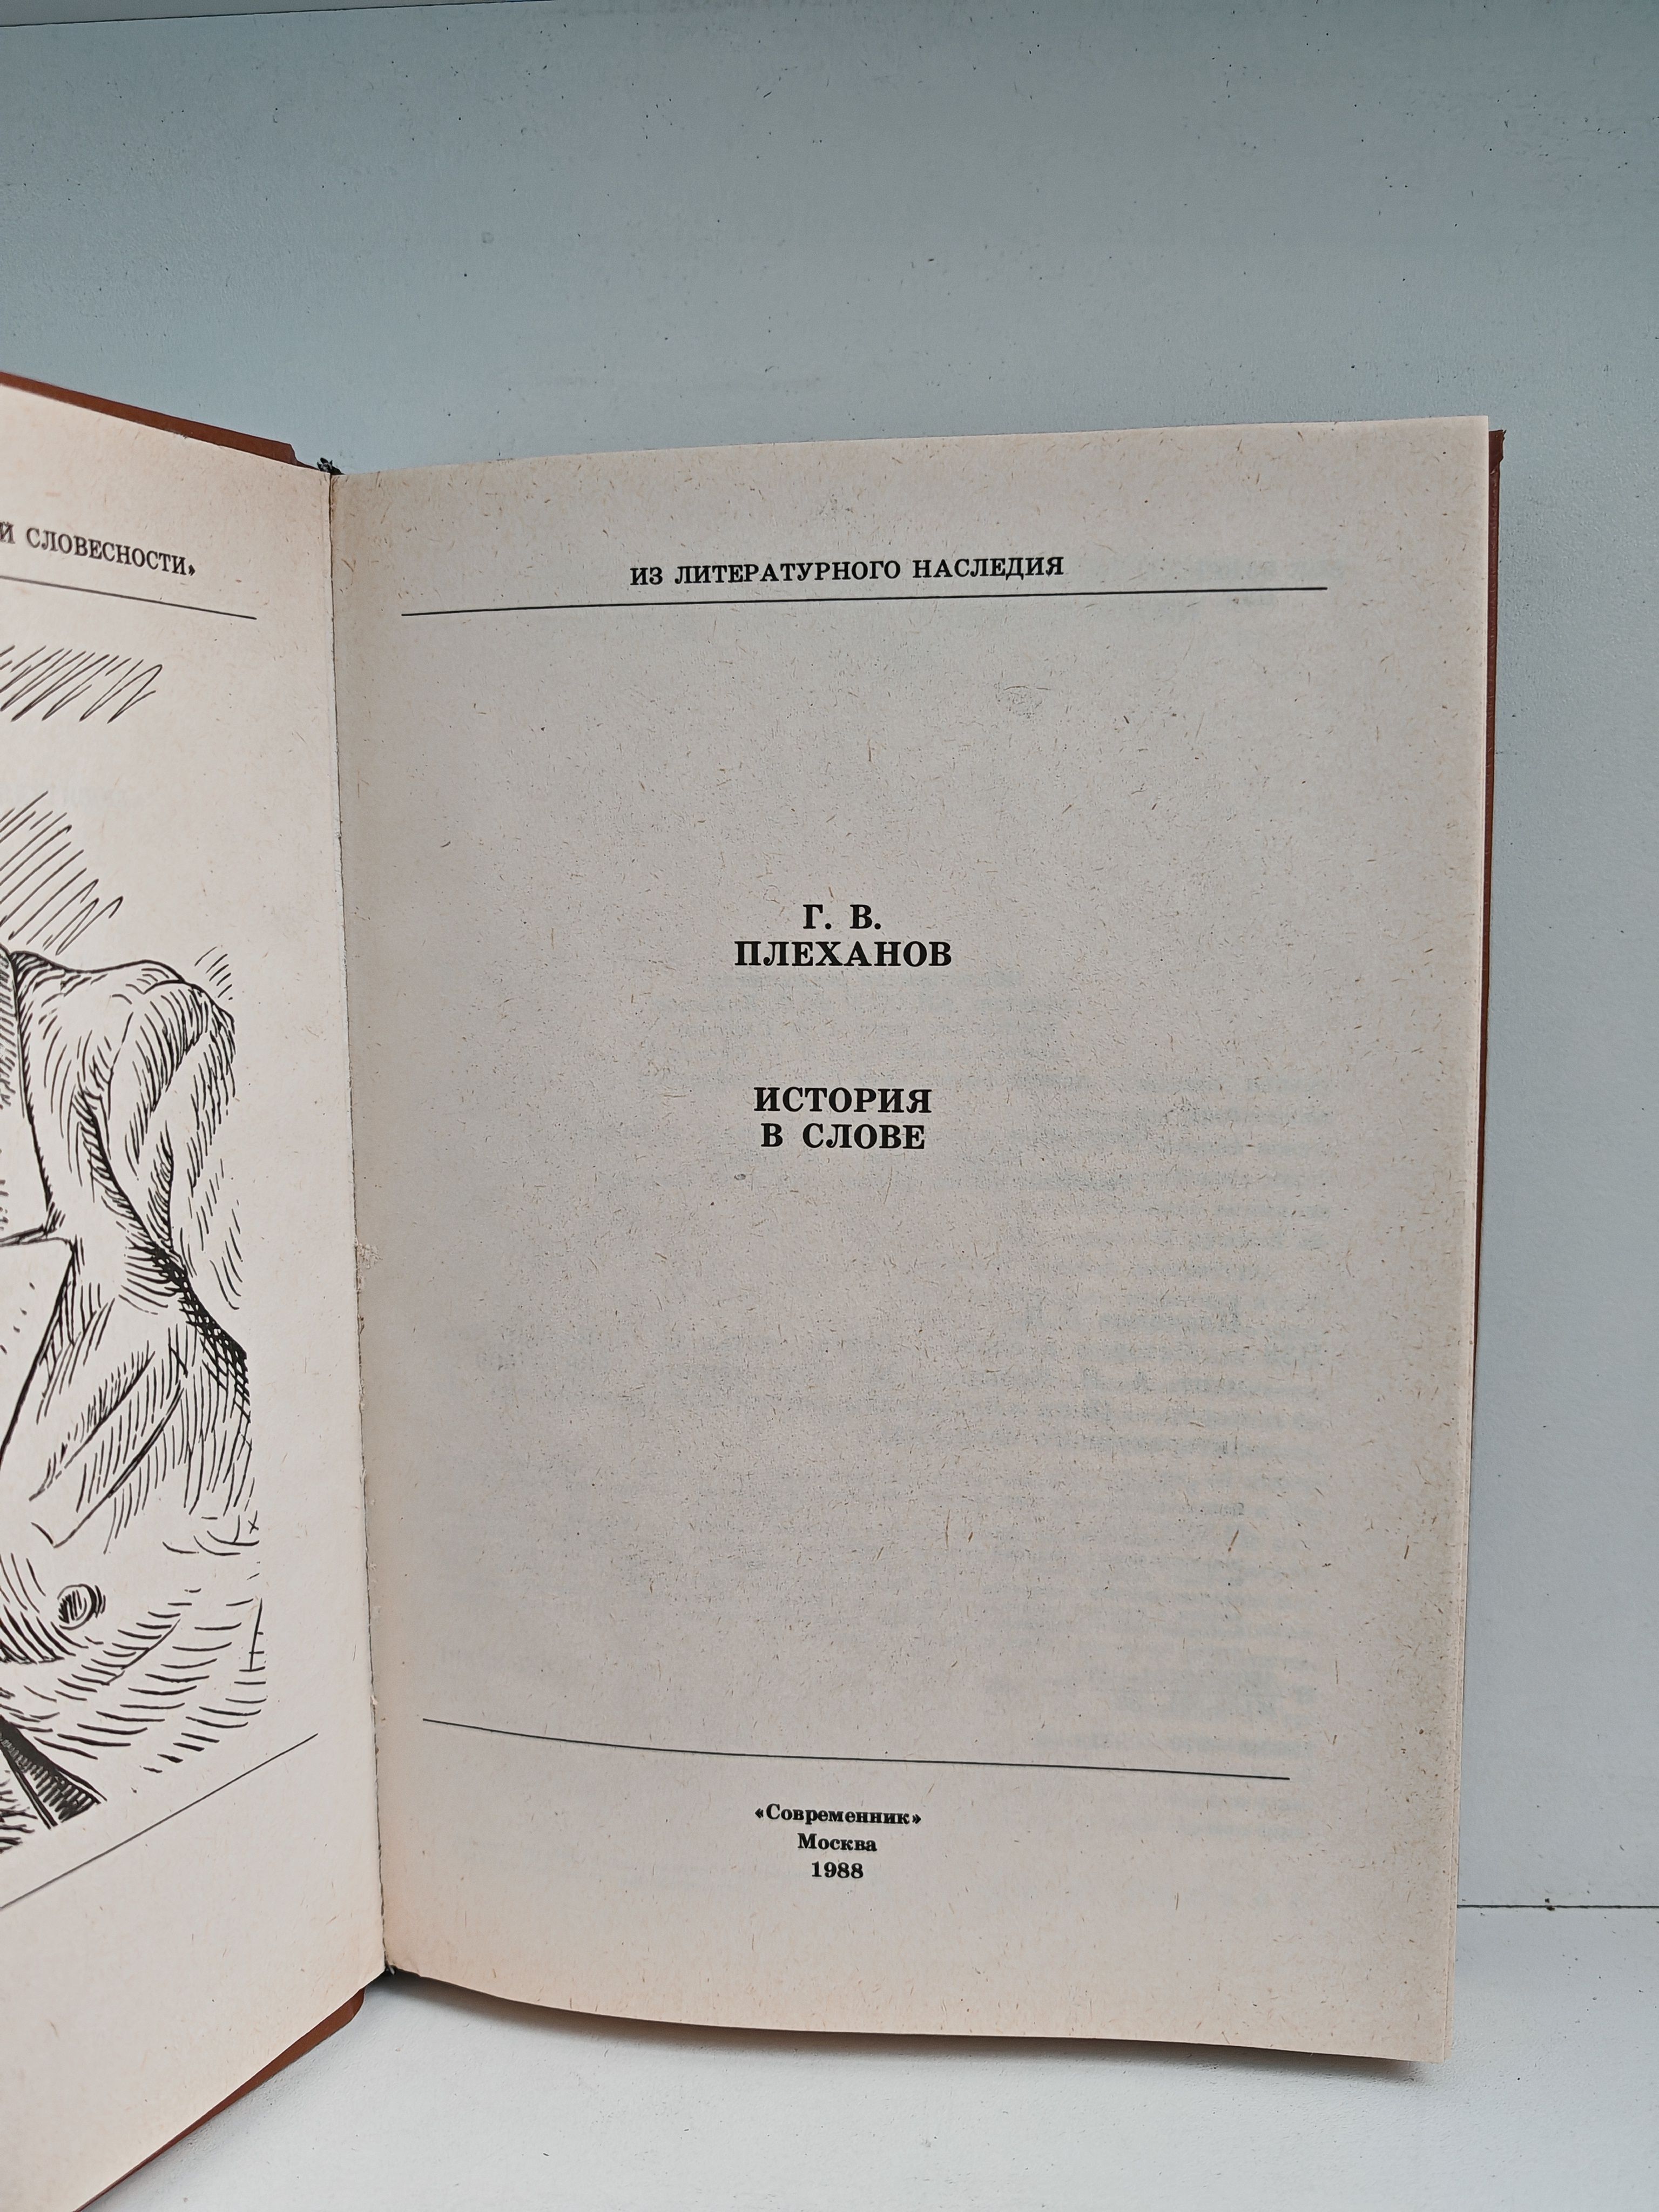 И СЛОВЕСНОСТИ»
ИЗ ЛИТЕРАТУРНОГО НАСЛЕДИЯ
Г. В.
ПЛЕХАНОВ
ИСТОРИЯ
В СЛОВЕ
«Современник»
Москва
1988